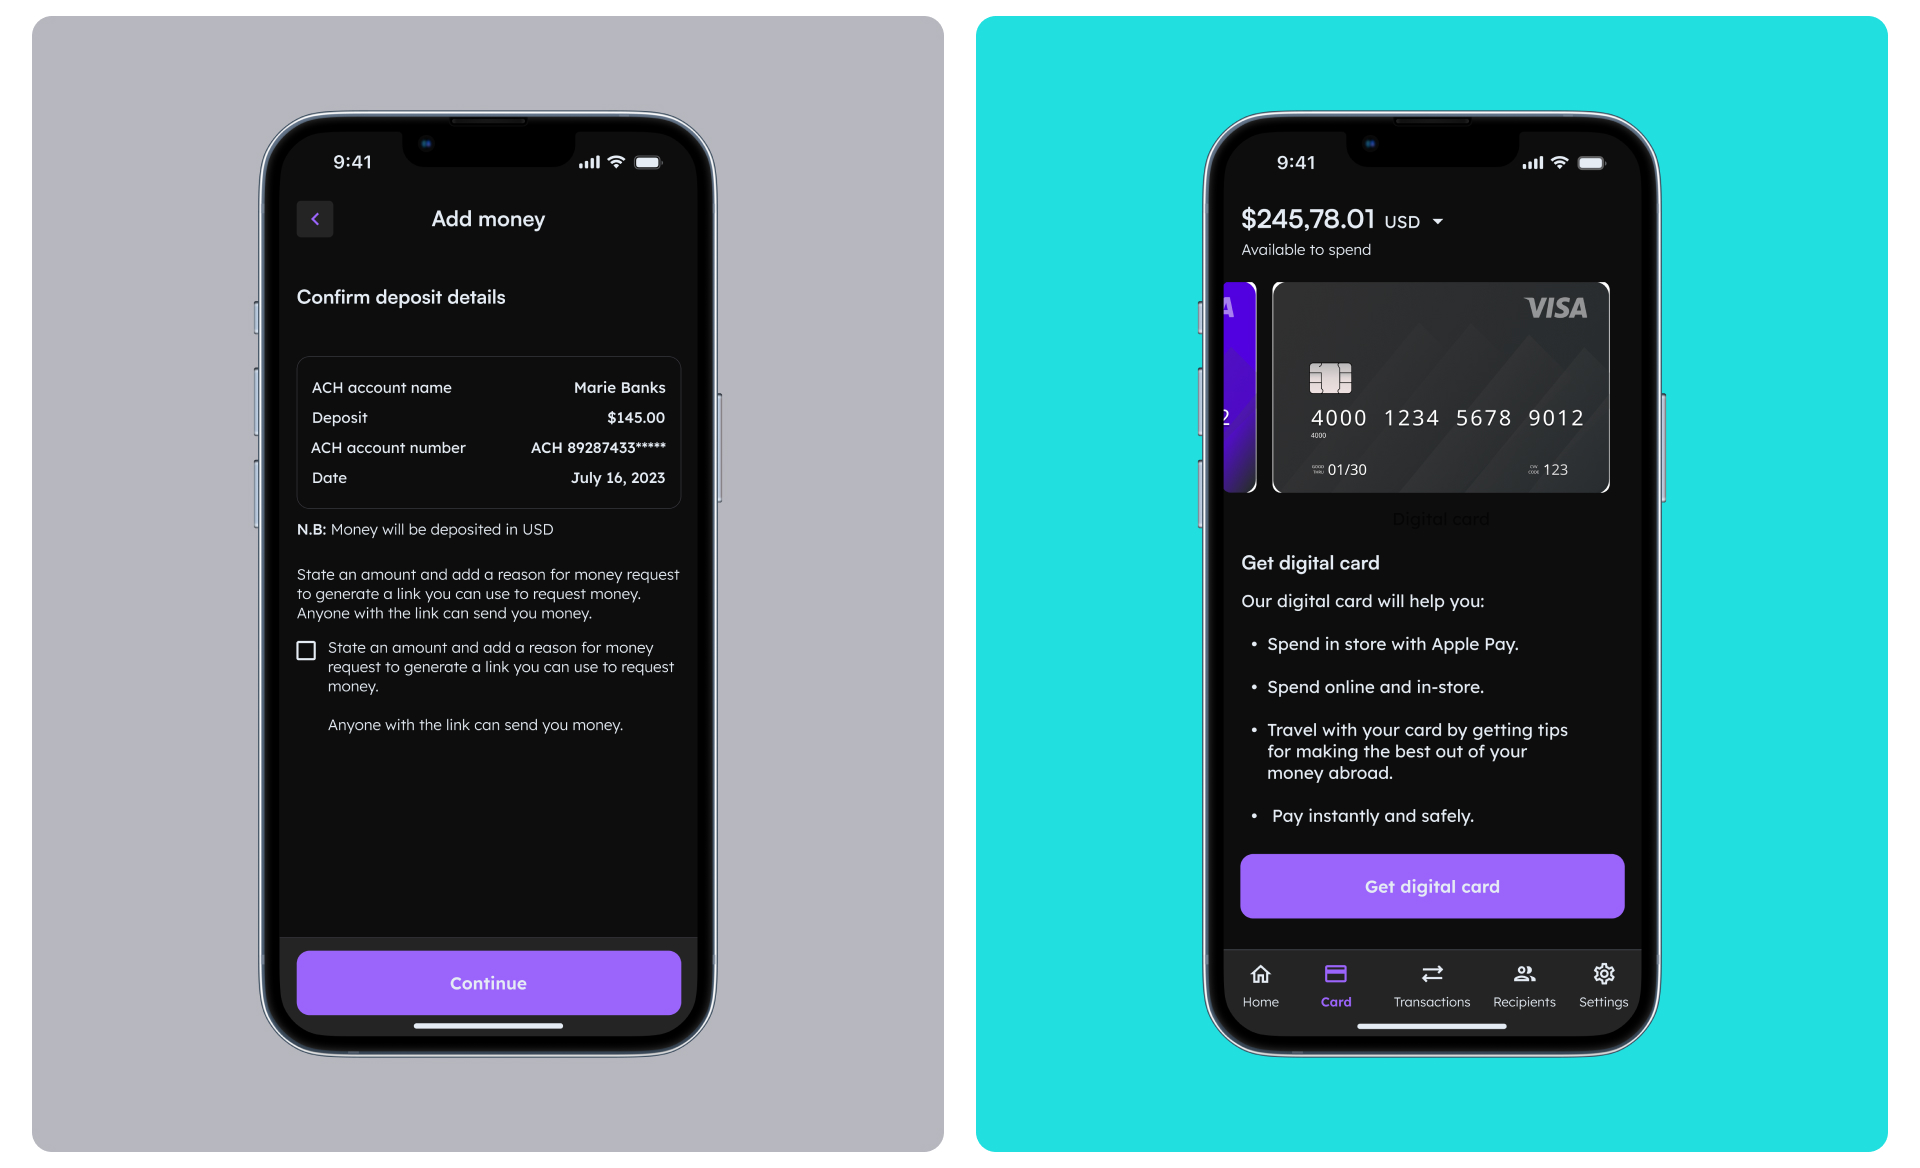 9:41
Add money
Confirm deposit details
ACH account name Marie Banks
Deposit $145.00
ACH account number ACH 89287433*****
Date July 16, 2023
N.B: Money will be deposited in USD
State an amount and add a reason for money request
to generate a link you can use to request money.
Anyone with the link can send you money.
State an amount and add a reason for money
request to generate a link you can use to request
money.
Anyone with the link can send you money.
Continue
9:41
$245,78.01 USD
Available to spend
A
2
VISA
4000 1234 5678 9012
4000
GOOD
THRU
01/30
CVV
CODE
123
Digital card
Get digital card
Our digital card will help you:
• Spend in store with Apple Pay.
• Spend online and in-store.
• Travel with your card by getting tips
for making the best out of your
money abroad.
• Pay instantly and safely.
Get digital card
Home Card Transactions Recipients Settings